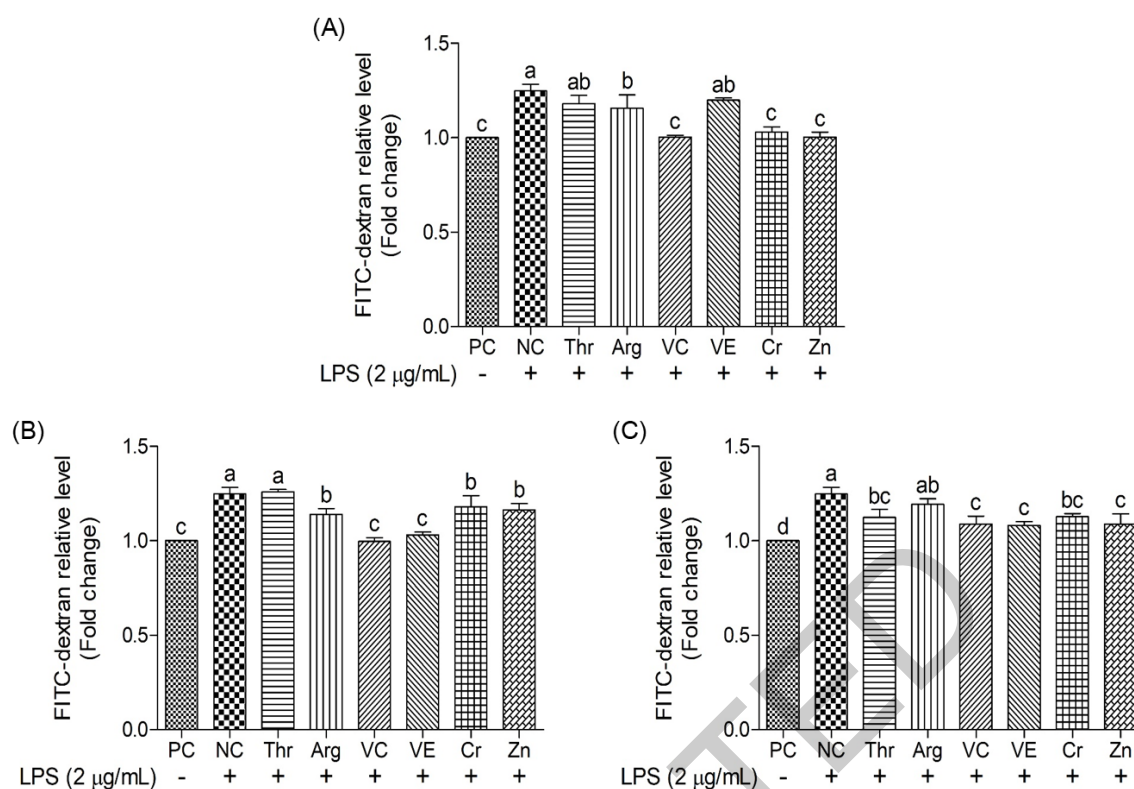 (A)
FITC-dextran relative level
(Fold change)
1.5
1.0
0.5
0.0
c a ab b c ab c c
PC NC Thr Arg VC VE Cr Zn
LPS (2 μg/mL) - + + + + + + +
(B)
FITC-dextran relative level
(Fold change)
1.5
1.0
0.5
0.0
c a a b c c b b
PC NC Thr Arg VC VE Cr Zn
LPS (2 μg/mL) - + + + + + + +
(C)
FITC-dextran relative level
(Fold change)
1.5
1.0
0.5
0.0
d a bc ab c c bc c
PC NC Thr Arg VC VE Cr Zn
LPS (2 μg/mL) - + + + + + + +
TED